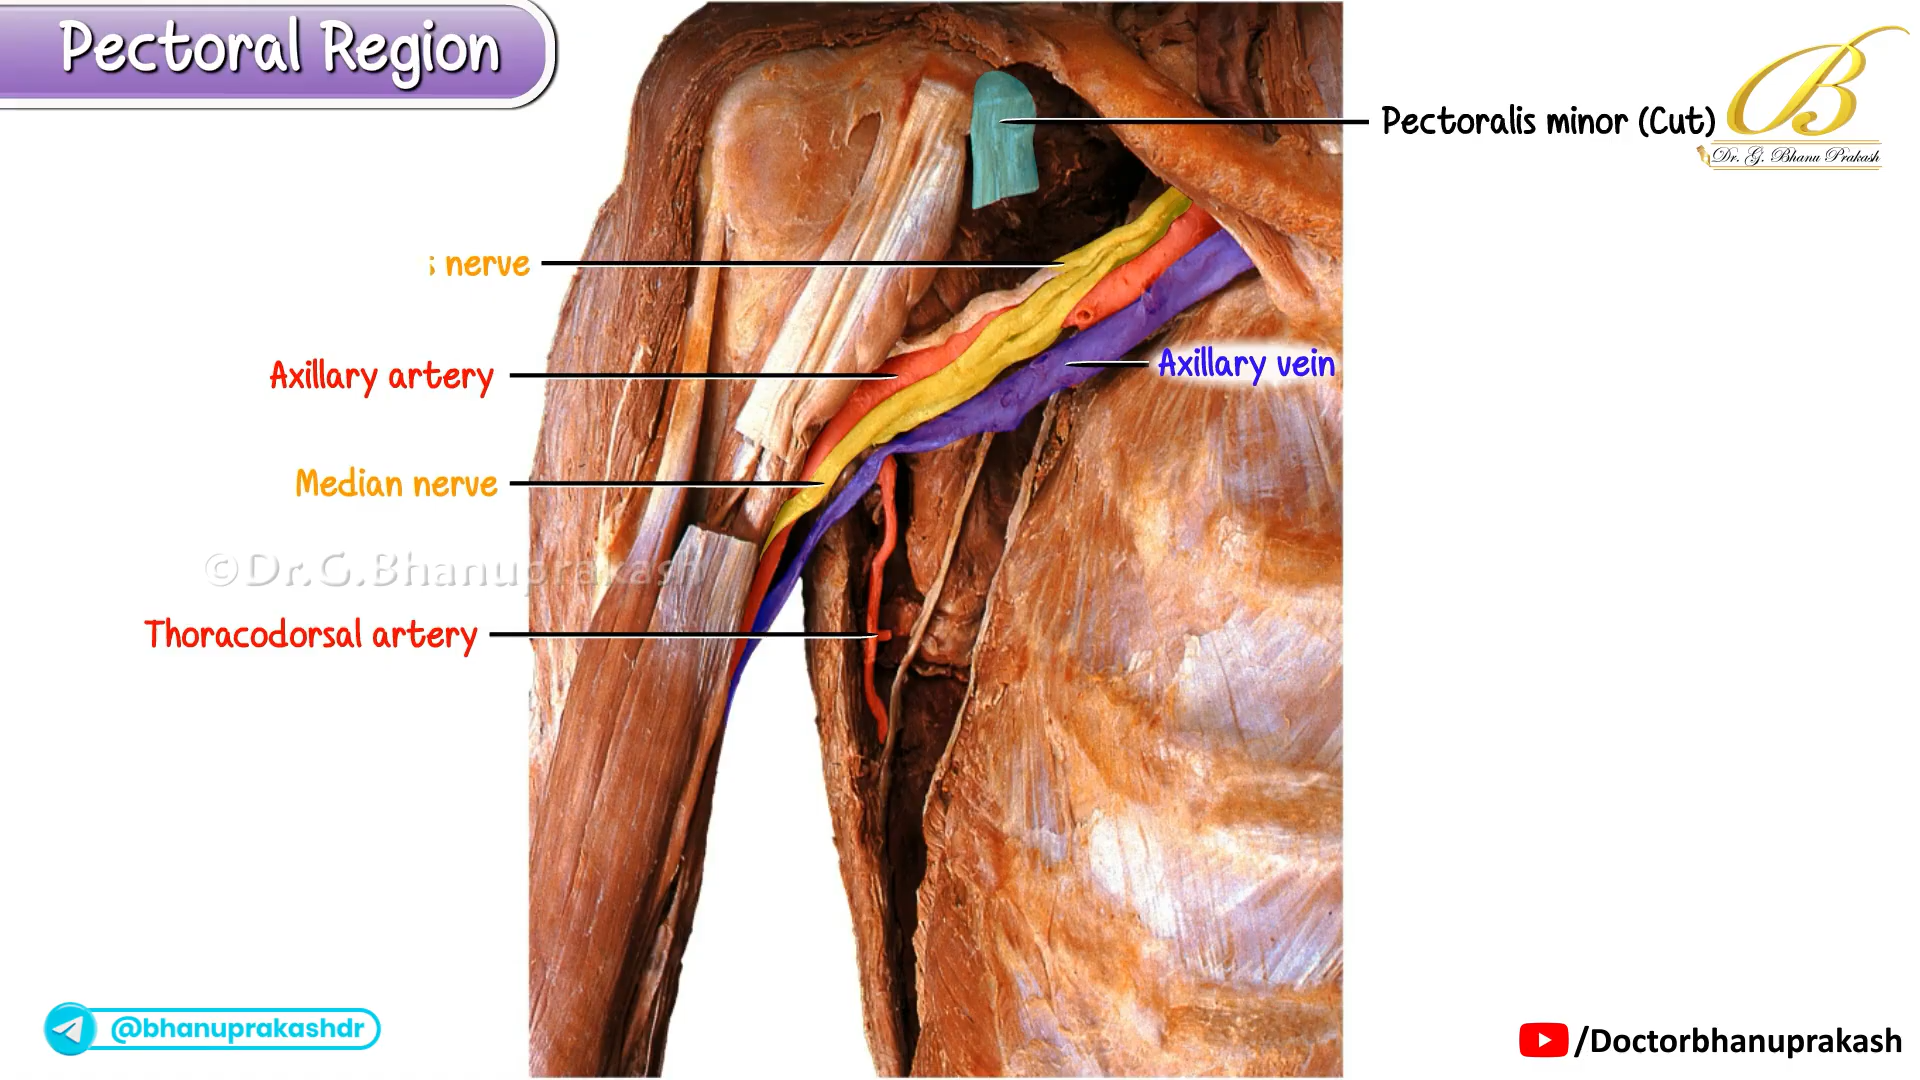 Pectoral Region
Pectoralis minor (Cut)
B
Dr. G. Bhanu Prakash
nerve
Axillary artery
Axillary vein
Median nerve
©Dr.G.Bhanuprakash
Thoracodorsal artery
@bhanuprakashdr
/Doctorbhanuprakash